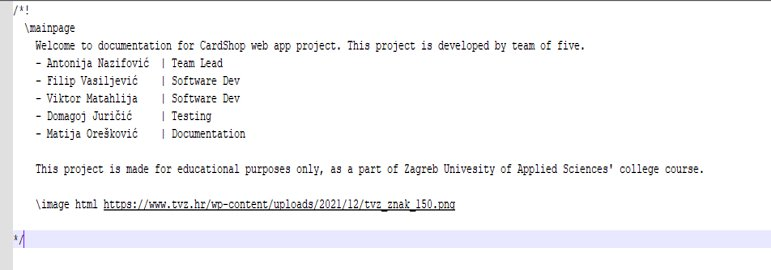 /*!
\mainpage
Welcome to documentation for CardShop web app project. This project is developed by team of five.
- Antonija Nazifović | Team Lead
- Filip Vasiljević | Software Dev
- Viktor Matahlija | Software Dev
- Domagoj Juričić | Testing
- Matija Orešković | Documentation
This project is made for educational purposes only, as a part of Zagreb Univesity of Applied Sciences' college course.
\image html https://www.tvz.hr/wp-content/uploads/2021/12/tvz_znak_150.png
*/